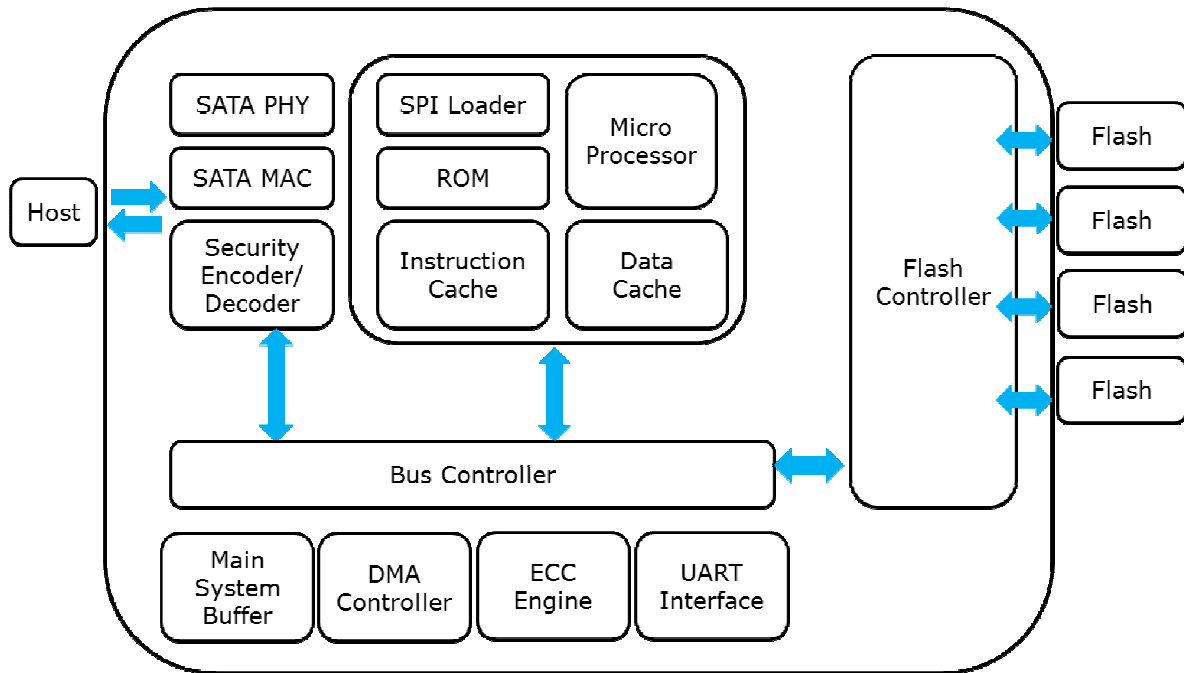 Host
SATA PHY
SATA MAC
Security
Encoder/
Decoder
SPI Loader
ROM
Instruction
Cache
Micro
Processor
Data
Cache
Flash
Controller
Flash
Flash
Flash
Flash
Bus Controller
Main
System
Buffer
DMA
Controller
ECC
Engine
UART
Interface